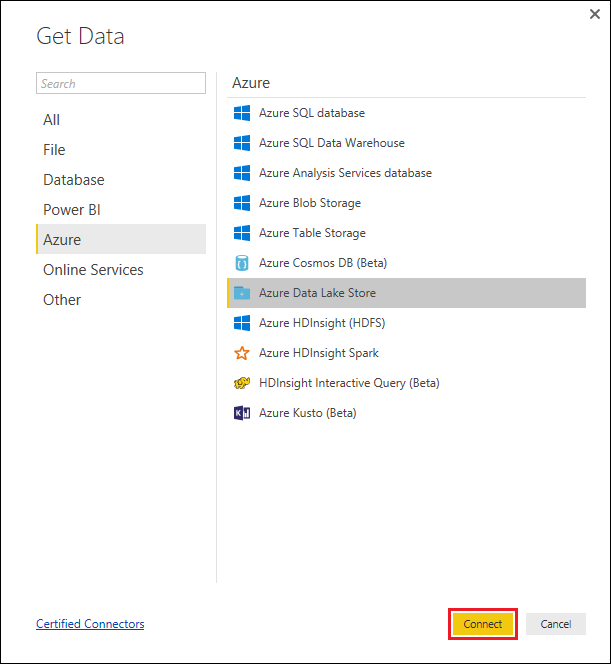 Get Data
Search
All
File
Database
Power BI
Azure
Online Services
Other
Azure
Azure SQL database
Azure SQL Data Warehouse
Azure Analysis Services database
Azure Blob Storage
Azure Table Storage
Azure Cosmos DB (Beta)
Azure Data Lake Store
Azure HDInsight (HDFS)
Azure HDInsight Spark
HDInsight Interactive Query (Beta)
Azure Kusto (Beta)
Certified Connectors
Connect
Cancel